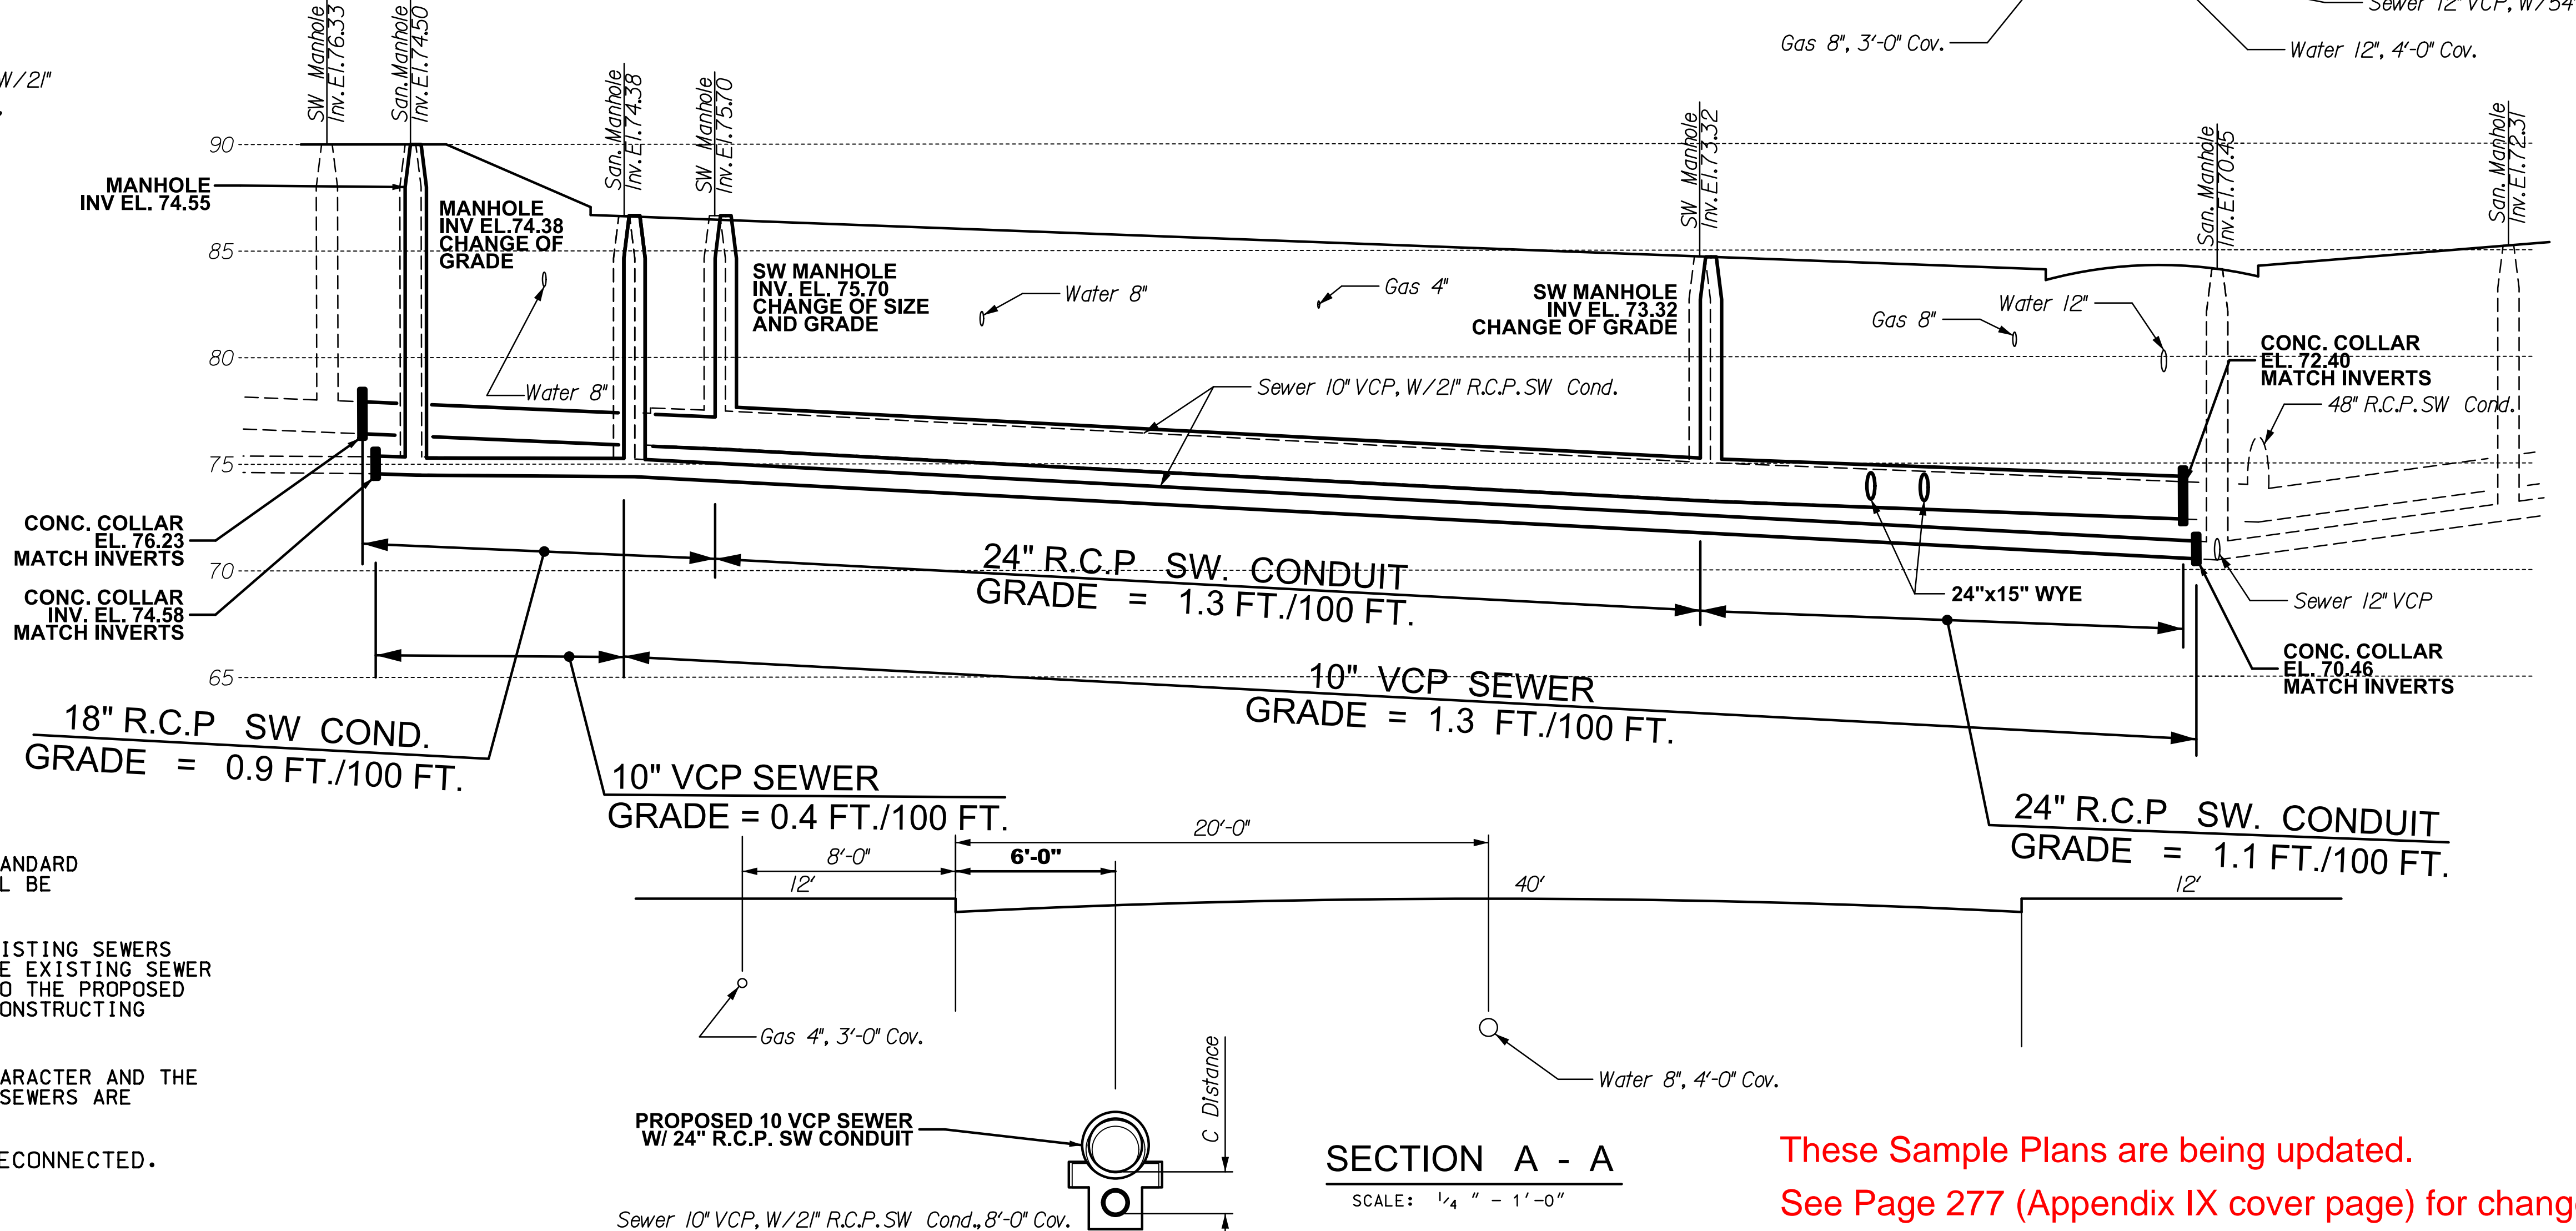 Sewer 12" VCP, W/54"
Gas 8", 3'-0" Cov.
Water 12", 4'-0" Cov.
W/21"
SW Manhole
Inv.El.76.33
San.Manhole
Inv.El.74.50
San.Manhole
Inv.El.74.38
SW Manhole
Inv.El.75.70
SW Manhole
Inv.El.73.32
San.Manhole
Inv.El.70.45
San.Manhole
Inv.El.72.31
90
85
80
75
70
65
MANHOLE
INV EL. 74.55
MANHOLE
INV EL.74.38
CHANGE OF
GRADE
Water 8"
SW MANHOLE
INV. EL. 75.70
CHANGE OF SIZE
AND GRADE
Water 8"
Gas 4"
SW MANHOLE
INV EL. 73.32
CHANGE OF GRADE
Gas 8"
Water 12"
CONC. COLLAR
EL. 72.40
MATCH INVERTS
48" R.C.P.SW Cond.
Sewer 10" VCP, W/21" R.C.P.SW Cond.
CONC. COLLAR
EL. 76.23
MATCH INVERTS
CONC. COLLAR
INV. EL. 74.58
MATCH INVERTS
24" R.C.P SW. CONDUIT
GRADE = 1.3 FT./100 FT.
24"x15" WYE
Sewer 12" VCP
CONC. COLLAR
EL. 70.46
MATCH INVERTS
10" VCP SEWER
GRADE = 1.3 FT./100 FT.
18" R.C.P SW COND.
GRADE = 0.9 FT./100 FT.
10" VCP SEWER
GRADE = 0.4 FT./100 FT.
24" R.C.P SW. CONDUIT
GRADE = 1.1 FT./100 FT.
ANDARD
L BE
ISTING SEWERS
E EXISTING SEWER
O THE PROPOSED
ONSTRUCTING
ARACTER AND THE
SEWERS ARE
ECONNECTED.
20'-0"
8'-0"
6'-0"
12'
40'
12'
Gas 4", 3'-0" Cov.
Water 8", 4'-0" Cov.
C Distance
PROPOSED 10 VCP SEWER
W/ 24" R.C.P. SW CONDUIT
Sewer 10" VCP, W/21" R.C.P.SW Cond.,8'-0" Cov.
SECTION A - A
SCALE: 1/4 " - 1'-0"
These Sample Plans are being updated.
See Page 277 (Appendix IX cover page) for chang